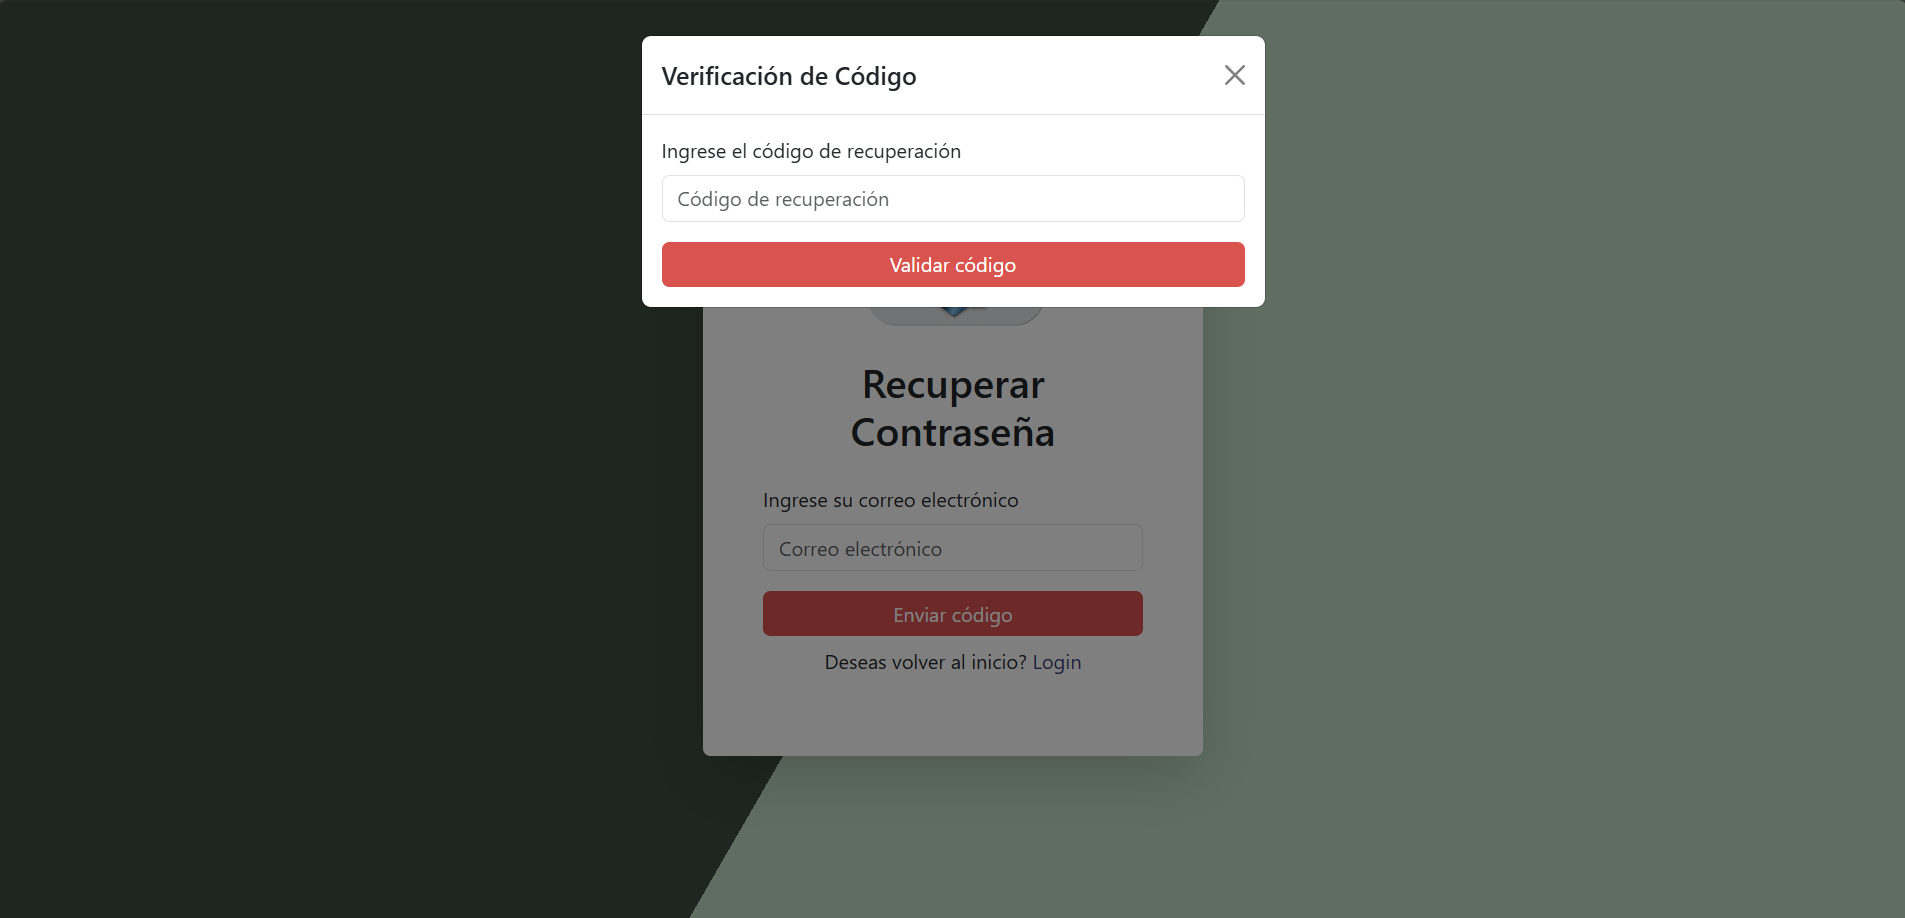 Verificación de Código
Ingrese el código de recuperación
Código de recuperación
Validar código
Recuperar
Contraseña
Ingrese su correo electrónico
Correo electrónico
Enviar código
Deseas volver al inicio? Login